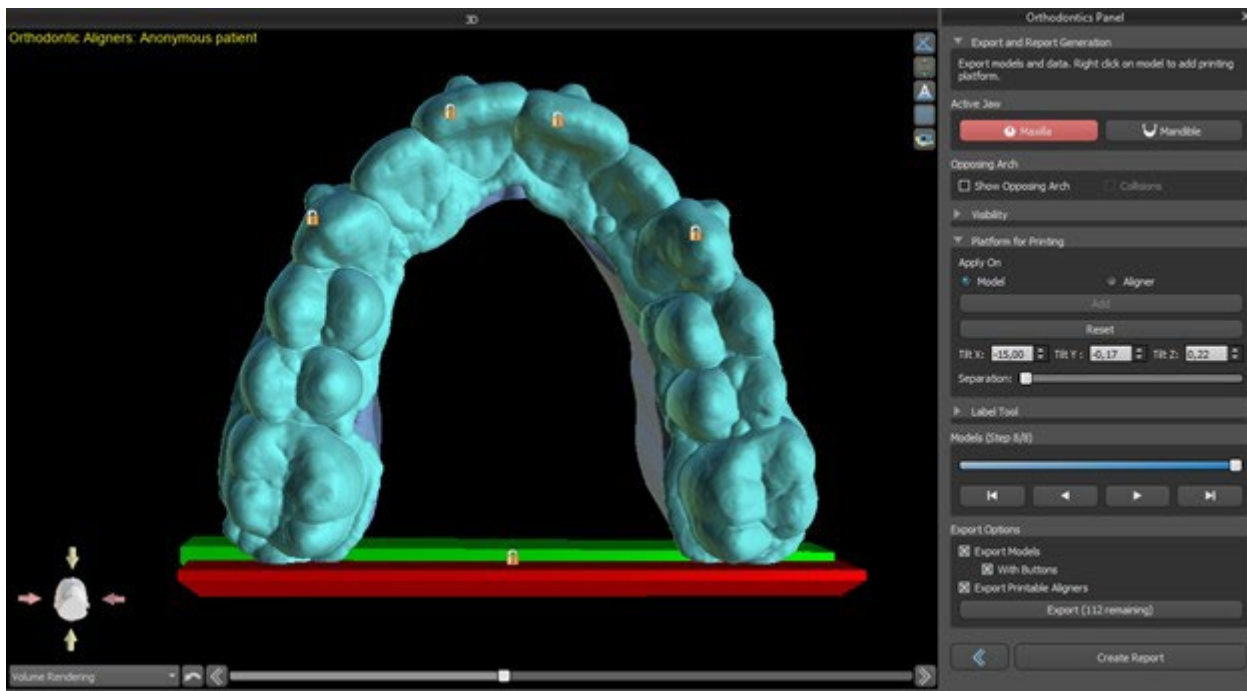 3D
Orthodontic Aligners: Anonymous patient
A
Volume Rendering
Orthodontics Panel
Export and Report Generation
Export models and data. Right click on model to add printing
platform.
Active Jaw
Maxilla Mandible
Opposing Arch
Show Opposing Arch Collisions
Visibility
Platform for Printing
Apply On
Model Aligner
Add
Reset
Tilt X: -15,00 Tilt Y : -0,17 Tilt Z: 0,22
Separation:
Label Tool
Models (Step 8/8)
Export Options
Export Models
With Buttons
Export Printable Aligners
Export (112 remaining)
Create Report